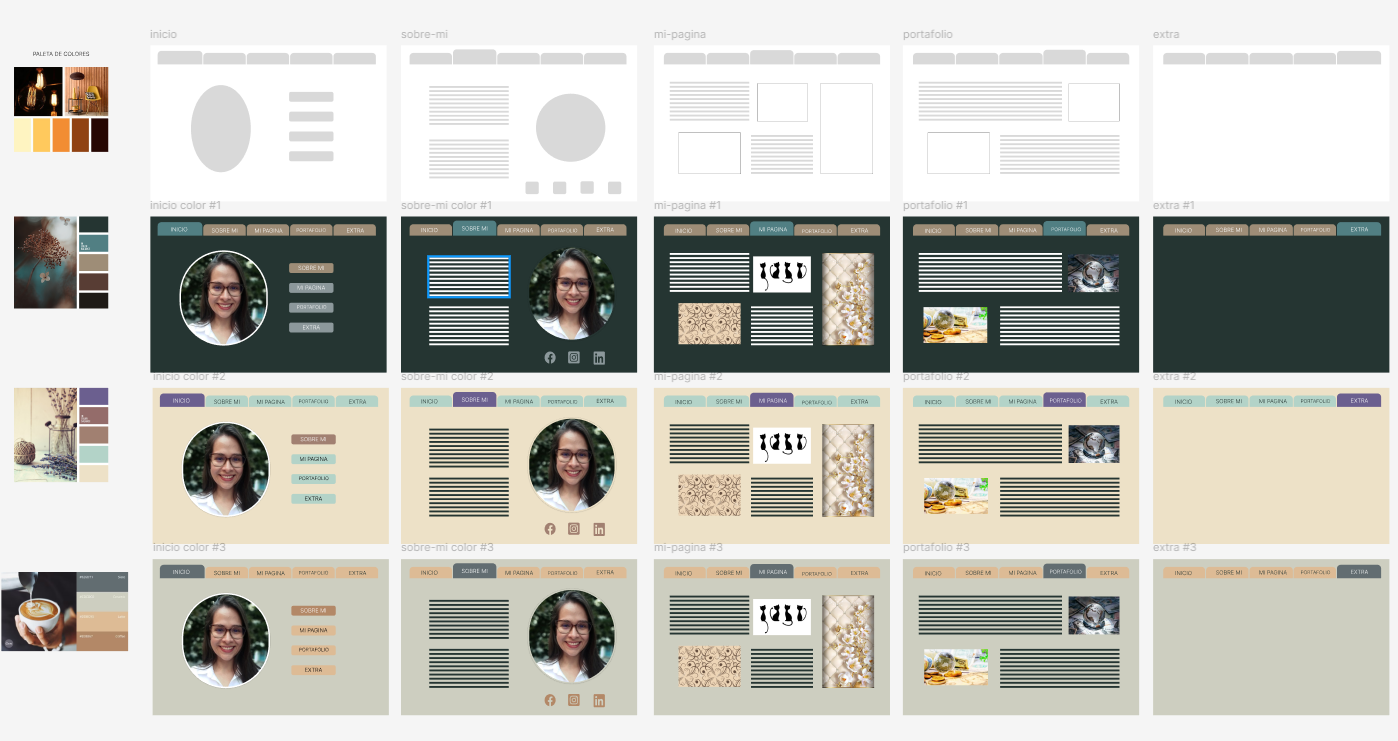 inicio
sobre-mi
mi-pagina
portafolio
extra
PALETA DE COLORES
inicio color #1
sobre-mi color #1
mi-pagina #1
portafolio #1
extra #1
INICIO SOBRE MI MI PAGINA PORTAFOLIO EXTRA
INICIO SOBRE MI MI PAGINA PORTAFOLIO EXTRA
INICIO SOBRE MI MI PAGINA PORTAFOLIO EXTRA
INICIO SOBRE MI MI PAGINA PORTAFOLIO EXTRA
INICIO SOBRE MI MI PAGINA PORTAFOLIO EXTRA
SOBRE MI
MI PAGINA
PORTAFOLIO
EXTRA
inicio color #2
sobre-mi color #2
mi-pagina #2
portafolio #2
extra #2
INICIO SOBRE MI MI PAGINA PORTAFOLIO EXTRA
INICIO SOBRE MI MI PAGINA PORTAFOLIO EXTRA
INICIO SOBRE MI MI PAGINA PORTAFOLIO EXTRA
INICIO SOBRE MI MI PAGINA PORTAFOLIO EXTRA
INICIO SOBRE MI MI PAGINA PORTAFOLIO EXTRA
SOBRE MI
MI PAGINA
PORTAFOLIO
EXTRA
inicio color #3
sobre-mi color #3
mi-pagina #3
portafolio #3
extra #3
INICIO SOBRE MI MI PAGINA PORTAFOLIO EXTRA
INICIO SOBRE MI MI PAGINA PORTAFOLIO EXTRA
INICIO SOBRE MI MI PAGINA PORTAFOLIO EXTRA
INICIO SOBRE MI MI PAGINA PORTAFOLIO EXTRA
INICIO SOBRE MI MI PAGINA PORTAFOLIO EXTRA
SOBRE MI
MI PAGINA
PORTAFOLIO
EXTRA